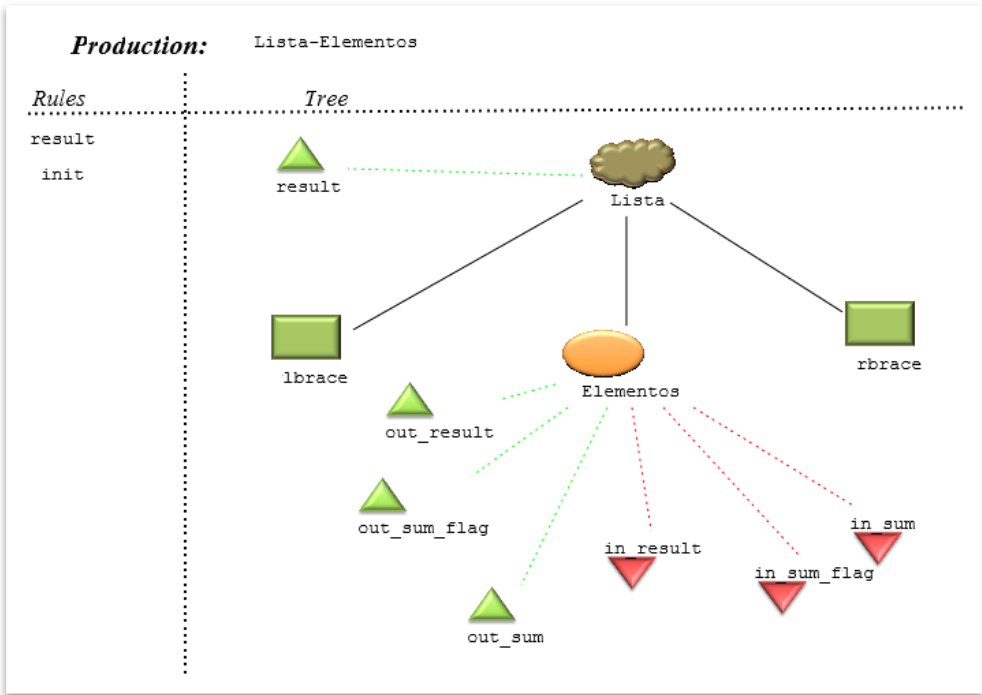 Production: Lista-Elementos
Rules Tree
result
init
result
Lista
lbrace
rbrace
Elementos
out_result
out_sum_flag
in_sum
in_result
in_sum_flag
out_sum